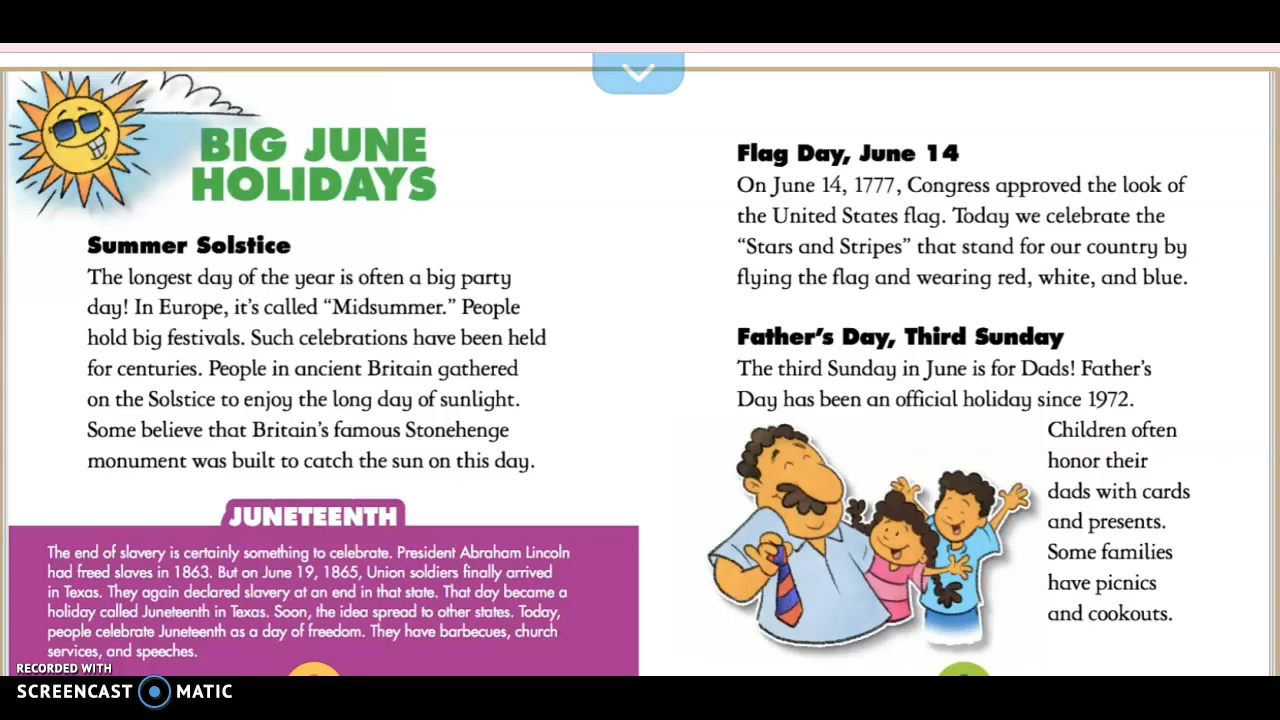 BIG JUNE
HOLIDAYS
Summer Solstice
The longest day of the year is often a big party
day! In Europe, it's called “Midsummer.” People
hold big festivals. Such celebrations have been held
for centuries. People in ancient Britain gathered
on the Solstice to enjoy the long day of sunlight.
Some believe that Britain's famous Stonehenge
monument was built to catch the sun on this day.
JUNETEENTH
The end of slavery is certainly something to celebrate. President Abraham Lincoln
had freed slaves in 1863. But on June 19, 1865, Union soldiers finally arrived
in Texas. They again declared slavery at an end in that state. That day became a
holiday called Juneteenth in Texas. Soon, the idea spread to other states. Today,
people celebrate Juneteenth as a day of freedom. They have barbecues, church
services, and speeches.
Flag Day, June 14
On June 14, 1777, Congress approved the look of
the United States flag. Today we celebrate the
“Stars and Stripes” that stand for our country by
flying the flag and wearing red, white, and blue.
Father's Day, Third Sunday
The third Sunday in June is for Dads! Father's
Day has been an official holiday since 1972.
Children often
honor their
dads with cards
and presents.
Some families
have picnics
and cookouts.
RECORDED WITH
SCREENCAST MATIC